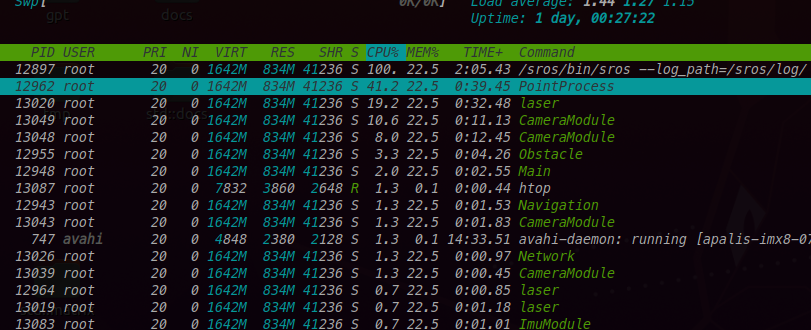 Swp[ 0K/0K] Load average: 1.44 1.27 1.15
gpt docs
Uptime: 1 day, 00:27:22
PID USER PRI NI VIRT RES SHR S CPU% MEM% TIME+ Command
12897 root 20 0 1642M 834M 41236 S 100. 22.5 2:05.43 /sros/bin/sros --log_path=/sros/log/
12962 root 20 0 1642M 834M 41236 S 41.2 22.5 0:39.45 PointProcess
13020 root 20 0 1642M 834M 41236 S 19.2 22.5 0:32.48 laser
13049 root 20 0 1642M 834M 41236 S 10.6 22.5 0:11.13 CameraModule
13048 root 20 0 1642M 834M 41236 S 8.0 22.5 0:12.45 CameraModule
12955 root 20 0 1642M 834M 41236 S 3.3 22.5 0:04.26 Obstacle
12948 root 20 0 1642M 834M 41236 S 2.0 22.5 0:02.55 Main
13087 root 20 0 7832 3860 2648 R 1.3 0.1 0:00.44 htop
12943 root 20 0 1642M 834M 41236 S 1.3 22.5 0:01.53 Navigation
13043 root 20 0 1642M 834M 41236 S 1.3 22.5 0:01.83 CameraModule
747 avahi 20 0 4848 2380 2128 S 1.3 0.1 14:33.51 avahi-daemon: running [apalis-imx8-07
13026 root 20 0 1642M 834M 41236 S 1.3 22.5 0:00.97 Network
13039 root 20 0 1642M 834M 41236 S 1.3 22.5 0:00.45 CameraModule
12964 root 20 0 1642M 834M 41236 S 0.7 22.5 0:00.85 laser
13019 root 20 0 1642M 834M 41236 S 0.7 22.5 0:01.18 laser
13083 root 20 0 1642M 834M 41236 S 0.7 22.5 0:01.01 ImuModule